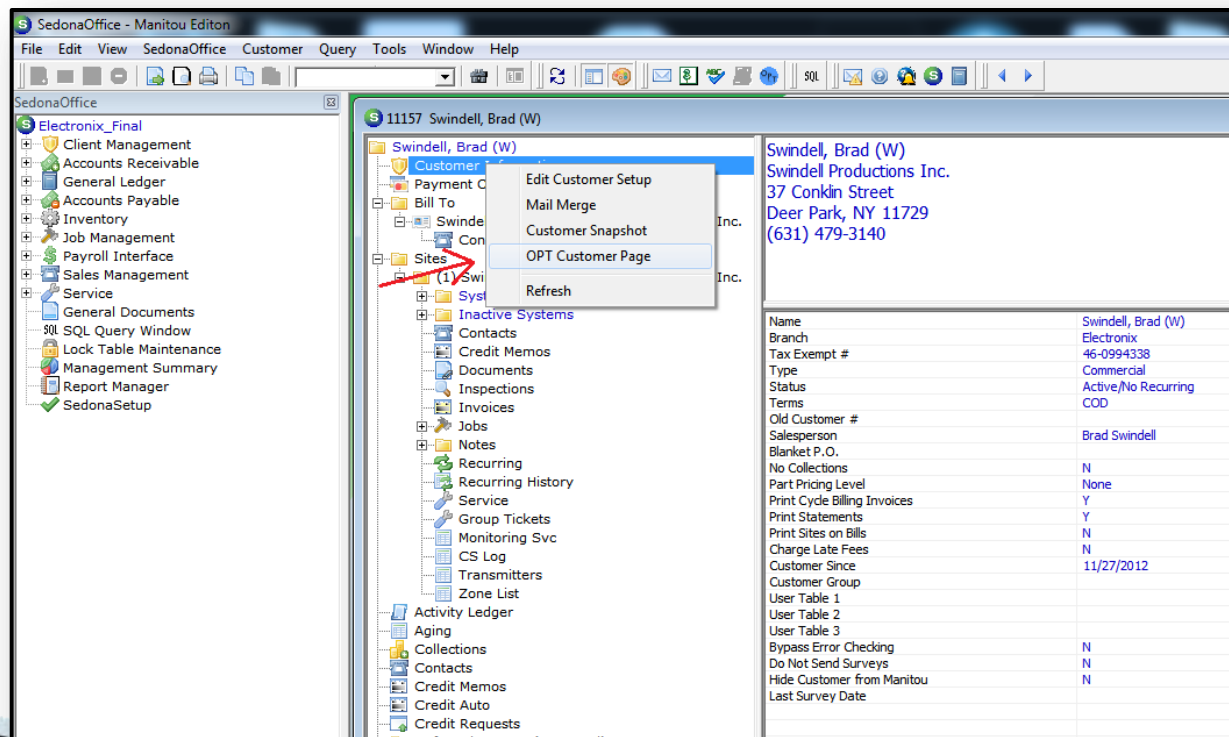 SedonaOffice - Manitou Editon
File Edit View SedonaOffice Customer Query Tools Window Help
SQL
SedonaOffice
Electronix_Final
Client Management
Accounts Receivable
General Ledger
Accounts Payable
Inventory
Job Management
Payroll Interface
Sales Management
Service
General Documents
SQL SQL Query Window
Lock Table Maintenance
Management Summary
Report Manager
SedonaSetup
11157 Swindell, Brad (W)
Swindell, Brad (W)
Customer
Payment
Bill To
Inc.
Sites
(1)
Inc.
Inactive Systems
Contacts
Credit Memos
Documents
Inspections
Invoices
Jobs
Notes
Recurring
Recurring History
Service
Group Tickets
Monitoring Svc
CS Log
Transmitters
Zone List
Activity Ledger
Aging
Collections
Contacts
Credit Memos
Credit Auto
Credit Requests
Edit Customer Setup
Mail Merge
Customer Snapshot
OPT Customer Page
Refresh
Swindell, Brad (W)
Swindell Productions Inc.
37 Conklin Street
Deer Park, NY 11729
(631) 479-3140
Name Swindell, Brad (W)
Branch Electronix
Tax Exempt # 46-0994338
Type Commercial
Status Active/No Recurring
Terms COD
Old Customer #
Salesperson Brad Swindell
Blanket P.O.
No Collections N
Part Pricing Level None
Print Cycle Billing Invoices Y
Print Statements Y
Print Sites on Bills N
Charge Late Fees N
Customer Since 11/27/2012
Customer Group
User Table 1
User Table 2
User Table 3
Bypass Error Checking N
Do Not Send Surveys N
Hide Customer from Manitou N
Last Survey Date